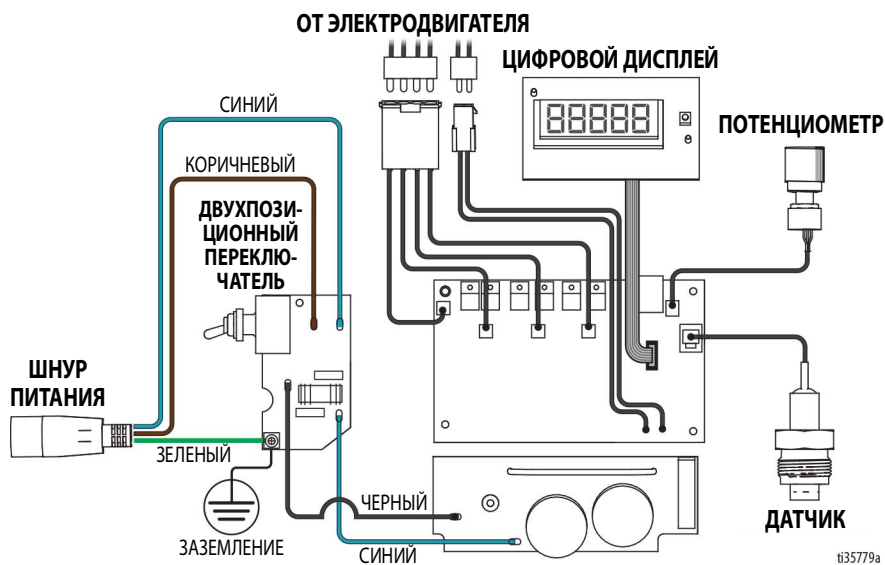 ОТ ЭЛЕКТРОДВИГАТЕЛЯ
ЦИФРОВОЙ ДИСПЛЕЙ
88888
СИНИЙ
ПОТЕНЦИОМЕТР
КОРИЧНЕВЫЙ
ДВУХПОЗИ-
ЦИОННЫЙ
ПЕРЕКЛЮ-
ЧАТЕЛЬ
ШНУР
ПИТАНИЯ
ЗЕЛЕНЫЙ
ЧЕРНЫЙ
ДАТЧИК
ЗАЗЕМЛЕНИЕ
СИНИЙ
ti35779a